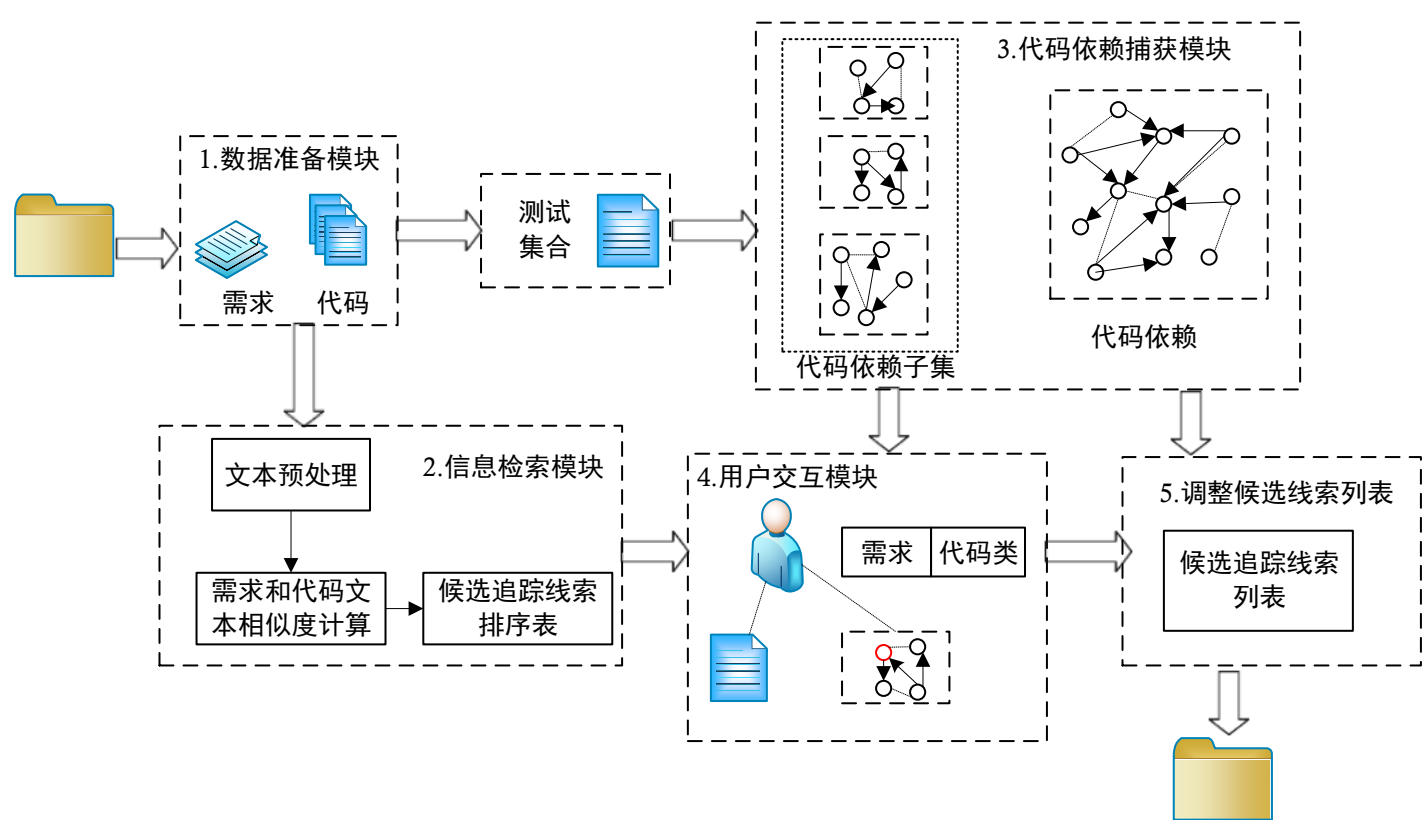 1.数据准备模块
需求
代码
测试
集合
3.代码依赖捕获模块
代码依赖子集
代码依赖
2.信息检索模块
文本预处理
需求和代码文
本相似度计算
候选追踪线索
排序表
4.用户交互模块
需求
代码类
5.调整候选线索列表
候选追踪线索
列表